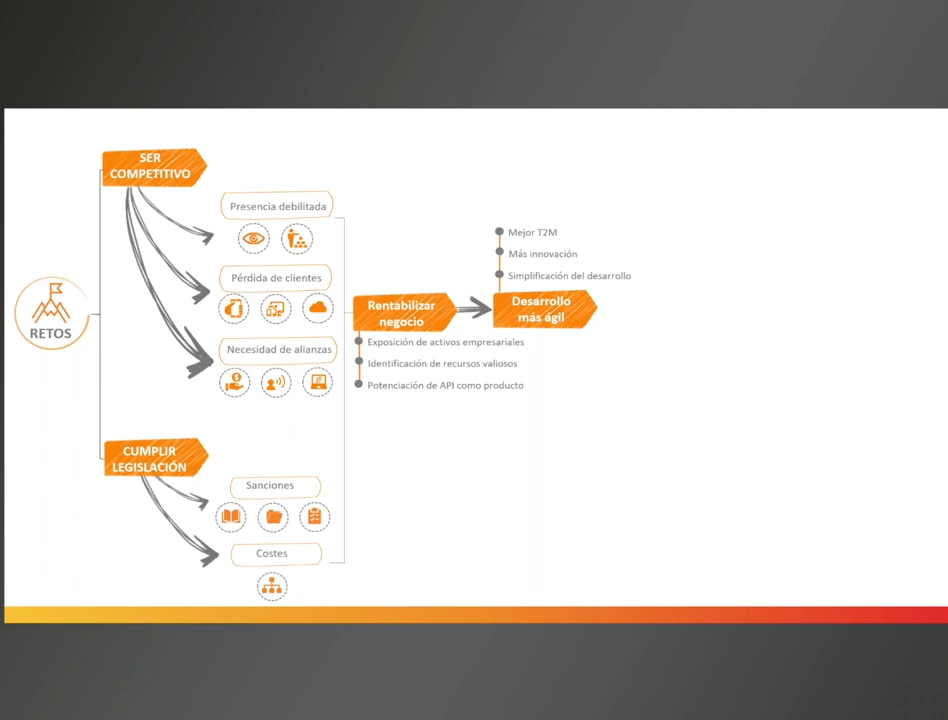 SER
COMPETITIVO
Presencia debilitada
Pérdida de clientes
Necesidad de alianzas
RETOS
CUMPLIR
LEGISLACIÓN
Sanciones
Costes
Rentabilizar
negocio
Exposición de activos empresariales
Identificación de recursos valiosos
Potenciación de API como producto
Mejor T2M
Más innovación
Simplificación del desarrollo
Desarrollo
más ágil